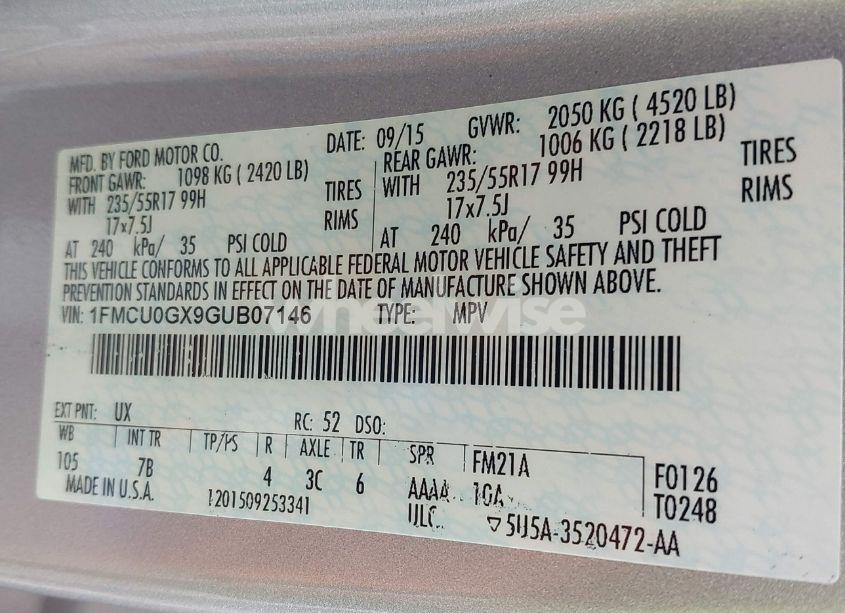 MFD. BY FORD MOTOR CO. DATE: 09/15 GVWR: 2050 KG ( 4520 LB)
FRONT GAWR: 1098 KG ( 2420 LB) REAR GAWR: 1006 KG ( 2218 LB)
WITH 235/55R17 99H TIRES WITH 235/55R17 99H TIRES
17x7.5J RIMS 17x7.5J RIMS
AT 240 kPa/ 35 PSI COLD AT 240 kPa/ 35 PSI COLD
THIS VEHICLE CONFORMS TO ALL APPLICABLE FEDERAL MOTOR VEHICLE SAFETY AND THEFT
PREVENTION STANDARDS IN EFFECT ON THE DATE OF MANUFACTURE SHOWN ABOVE.
VIN: 1FMCU0GX9GUB07146 TYPE: MPV
wheelwise
EXT PNT: UX RC: 52 DSO:
WB INT TR TP/PS R AXLE TR SPR FM21A
105 7B 4 3C 6 AAAA 10A F0126
MADE IN U.S.A. 1201509253341 T0248
ULC ▽5U5A-3520472-AA